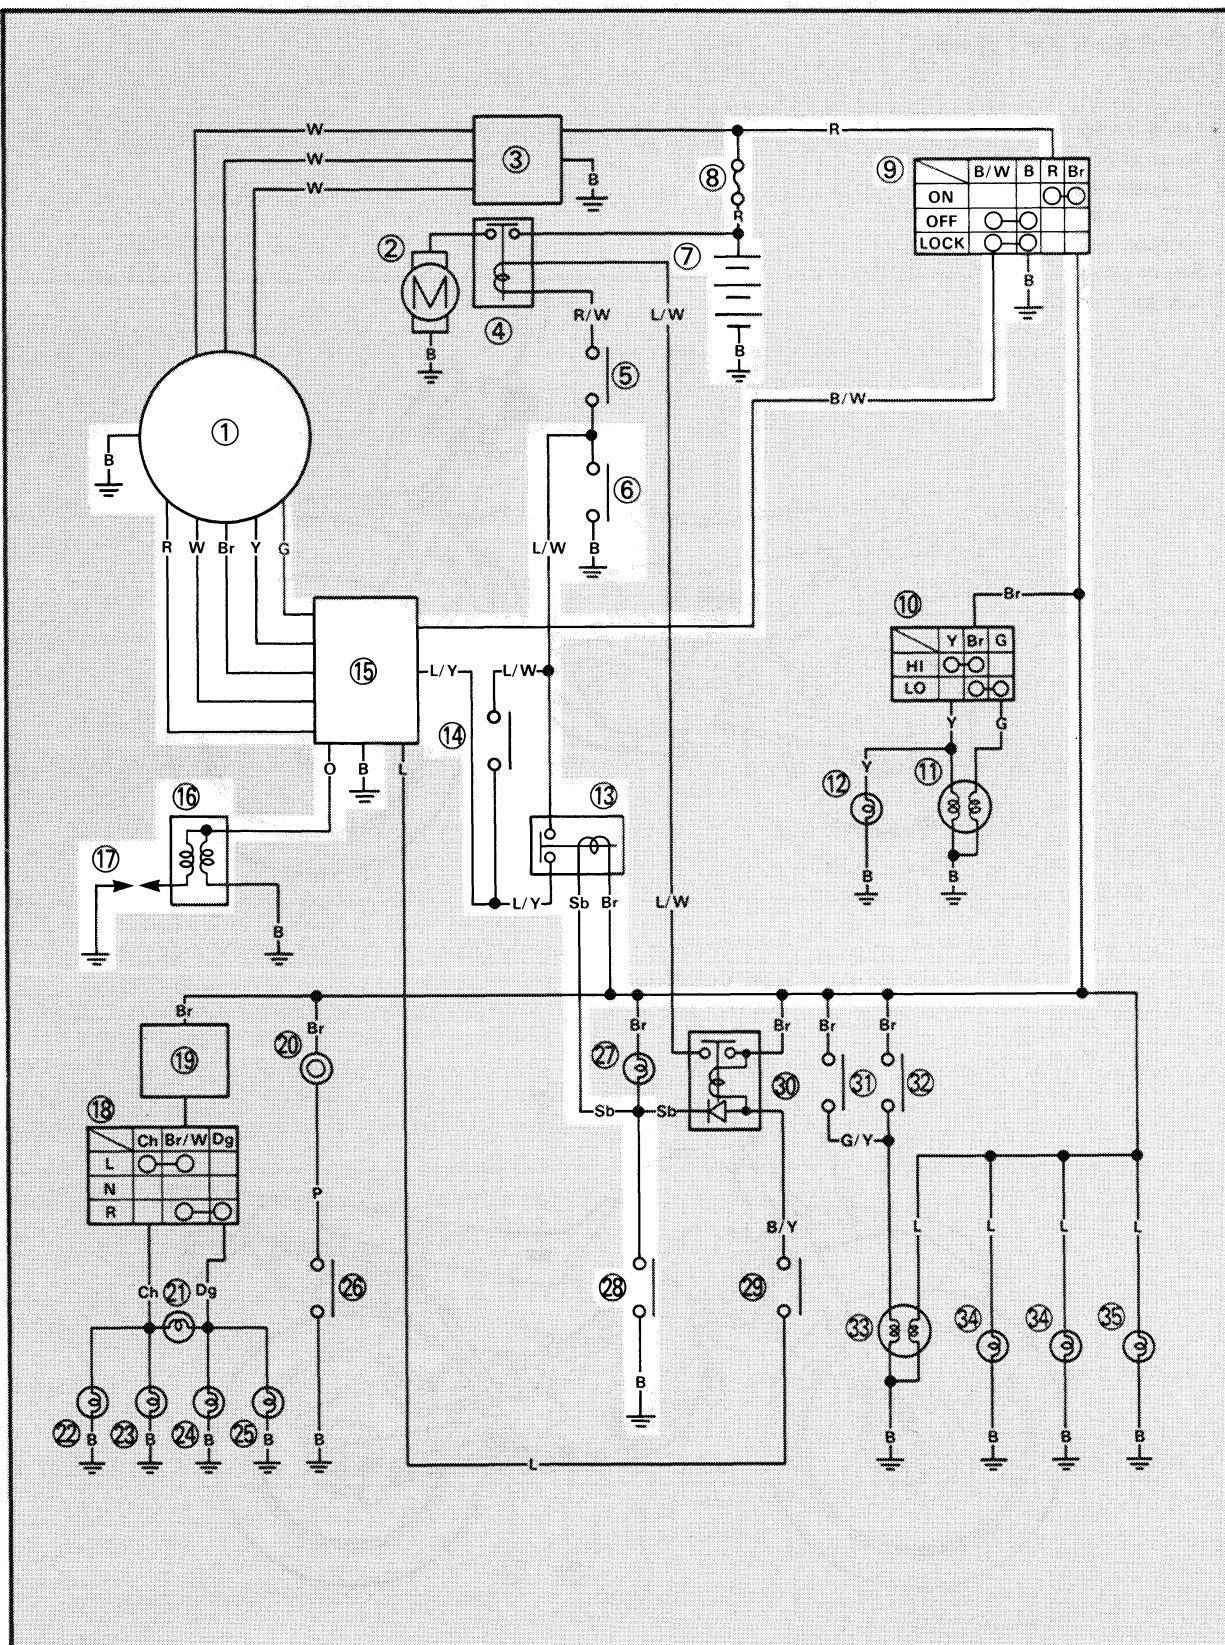 W
R
W
③
⑧
⑨
B/W B R Br
W
B
ON
R
OFF
②
⑦
LOCK
B
④
R/W
L/W
B
B
⑤
B/W
①
B
⑥
R W Br Y G
L/W
B
Br
⑩
Y Br G
HI
LO
⑮
L/Y
L/W
Y
G
⑭
Y
O B L
⑫
⑪
⑯
⑬
⑰
B
B
L/Y
Sb Br
L/W
B
Br
Br
Br
Br
Br
Br
⑳
㉗
⑲
㉚
㉛
㉜
⑱
Sb
Sb
Ch Br/W Dg
G/Y
L
N
P
R
B/Y
L
L
L
L
Ch
㉑
Dg
㉖
㉘
㉙
㉝
㉞
㉞
㉟
B
㉒
B
㉓
B
㉔
B
㉕
B
B
B
B
B
B
L